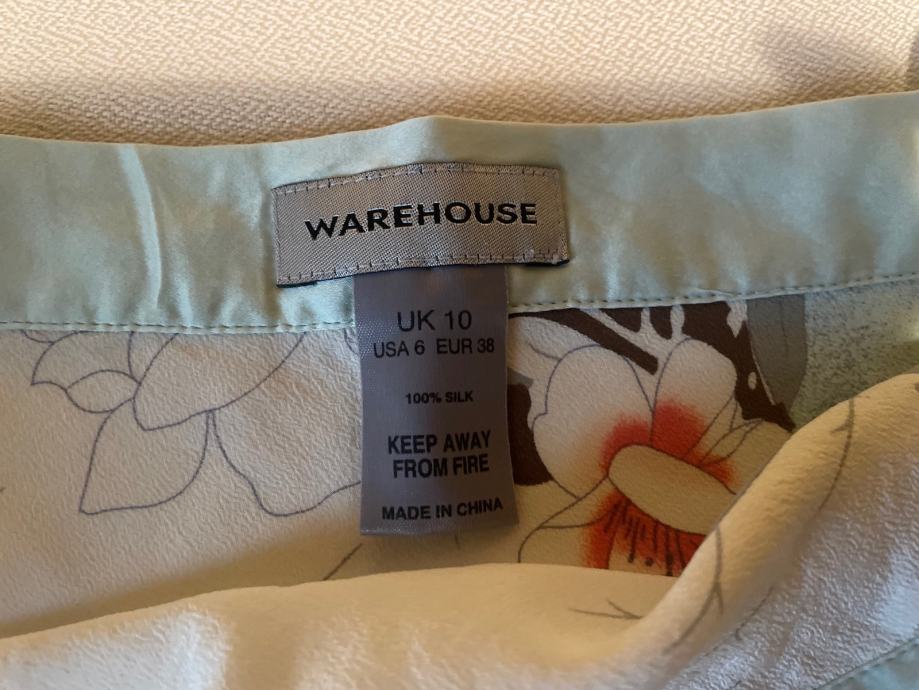 WAREHOUSE
UK 10
USA 6 EUR 38
100% SILK
KEEP AWAY
FROM FIRE
MADE IN CHINA